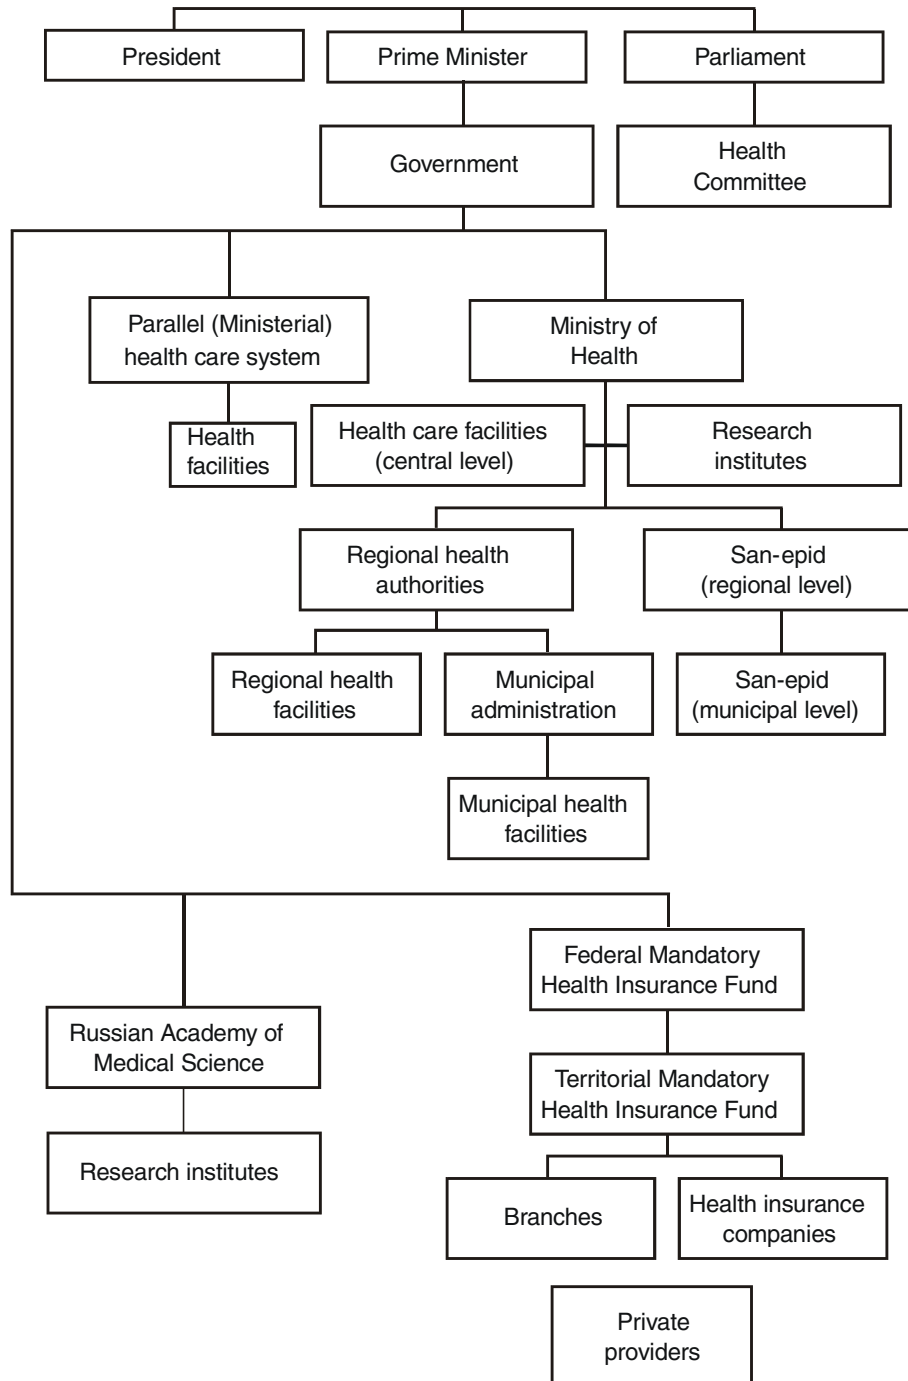 President
Prime Minister
Parliament
Government
Health
Committee
Parallel (Ministerial)
health care system
Ministry of
Health
Health
facilities
Health care facilities
(central level)
Research
institutes
Regional health
authorities
San-epid
(regional level)
Regional health
facilities
Municipal
administration
San-epid
(municipal level)
Municipal health
facilities
Federal Mandatory
Health Insurance Fund
Russian Academy of
Medical Science
Territorial Mandatory
Health Insurance Fund
Research institutes
Branches
Health insurance
companies
Private
providers